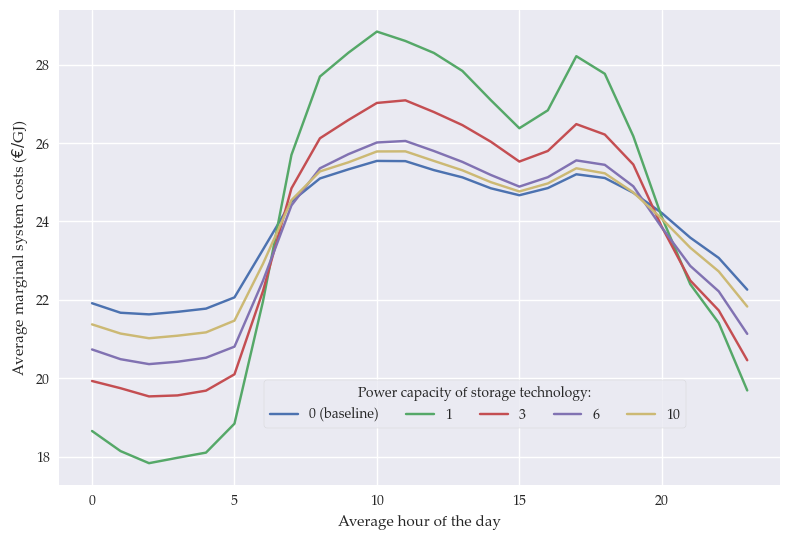 Average marginal system costs (€/GJ)
28
26
24
22
20
18
Power capacity of storage technology:
0 (baseline) 1 3 6 10
0 5 10 15 20
Average hour of the day